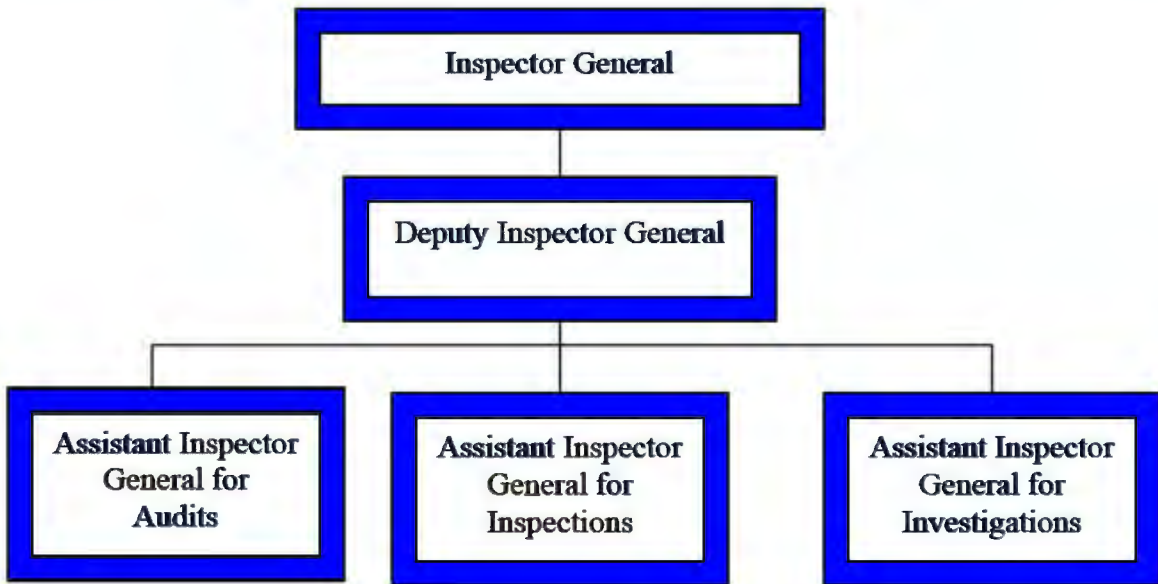 Inspector General
Deputy Inspector General
Assistant Inspector
General for
Audits
Assistant Inspector
General for
Inspections
Assistant Inspector
General for
Investigations